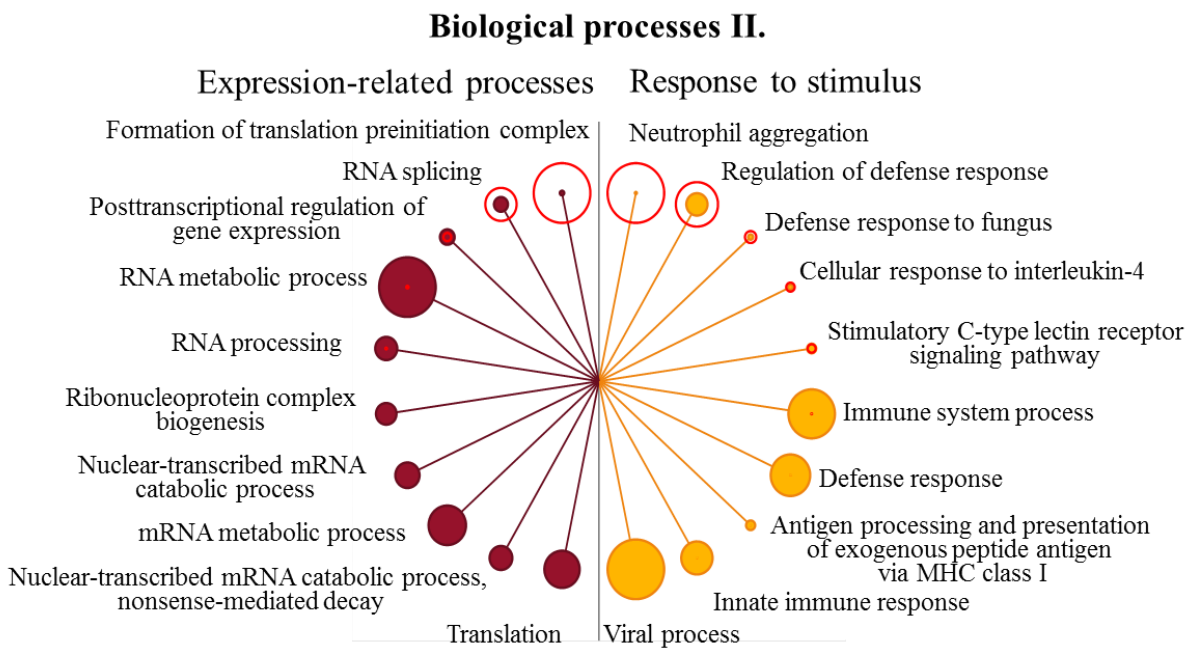 Biological processes II.
Expression-related processes
Response to stimulus
Formation of translation preinitiation complex
RNA splicing
Posttranscriptional regulation of
gene expression
RNA metabolic process
RNA processing
Ribonucleoprotein complex
biogenesis
Nuclear-transcribed mRNA
catabolic process
mRNA metabolic process
Nuclear-transcribed mRNA catabolic process,
nonsense-mediated decay
Translation
Neutrophil aggregation
Regulation of defense response
Defense response to fungus
Cellular response to interleukin-4
Stimulatory C-type lectin receptor
signaling pathway
Immune system process
Defense response
Antigen processing and presentation
of exogenous peptide antigen
via MHC class I
Innate immune response
Viral process